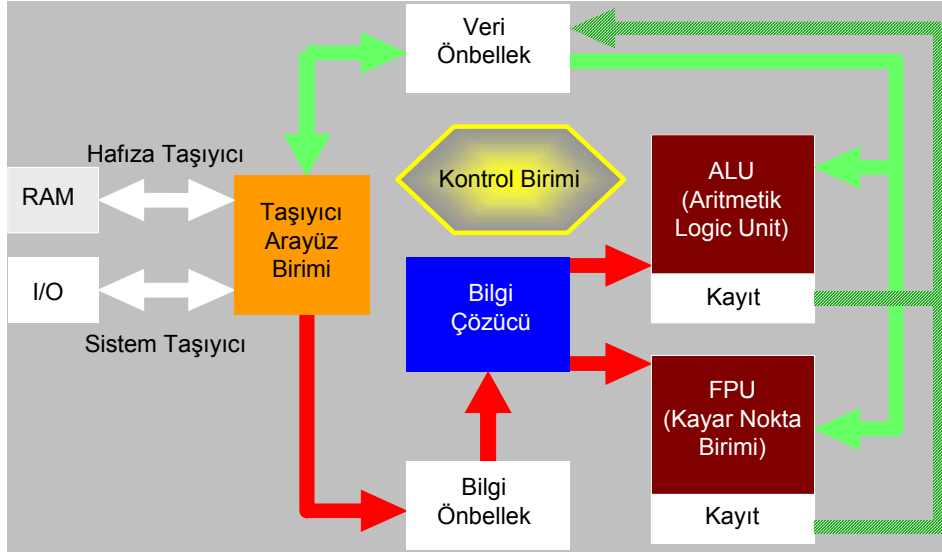 Veri
Önbellek
Hafıza Taşıyıcı
RAM
Taşıyıcı
Arayüz
Birimi
Kontrol Birimi
ALU
(Aritmetik
Logic Unit)
Kayıt
I/O
Sistem Taşıyıcı
Bilgi
Çözücü
FPU
(Kayar Nokta
Birimi)
Kayıt
Bilgi
Önbellek